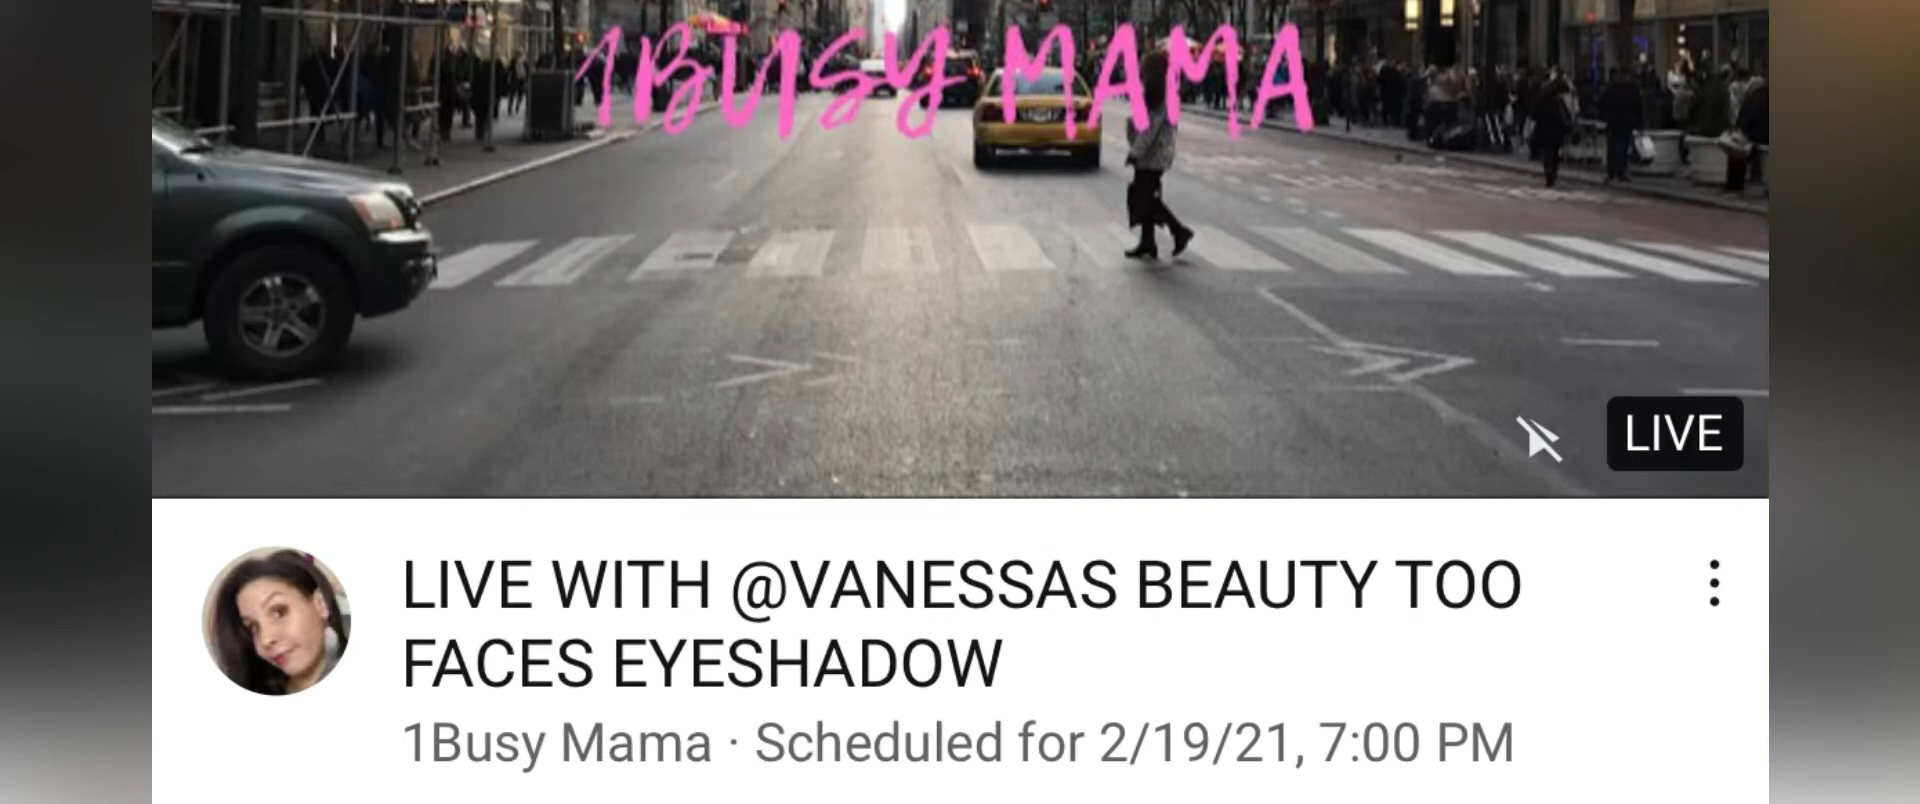 1BUSY MAMA
LIVE
LIVE WITH @VANESSAS BEAUTY TOO
FACES EYESHADOW
1Busy Mama · Scheduled for 2/19/21, 7:00 PM